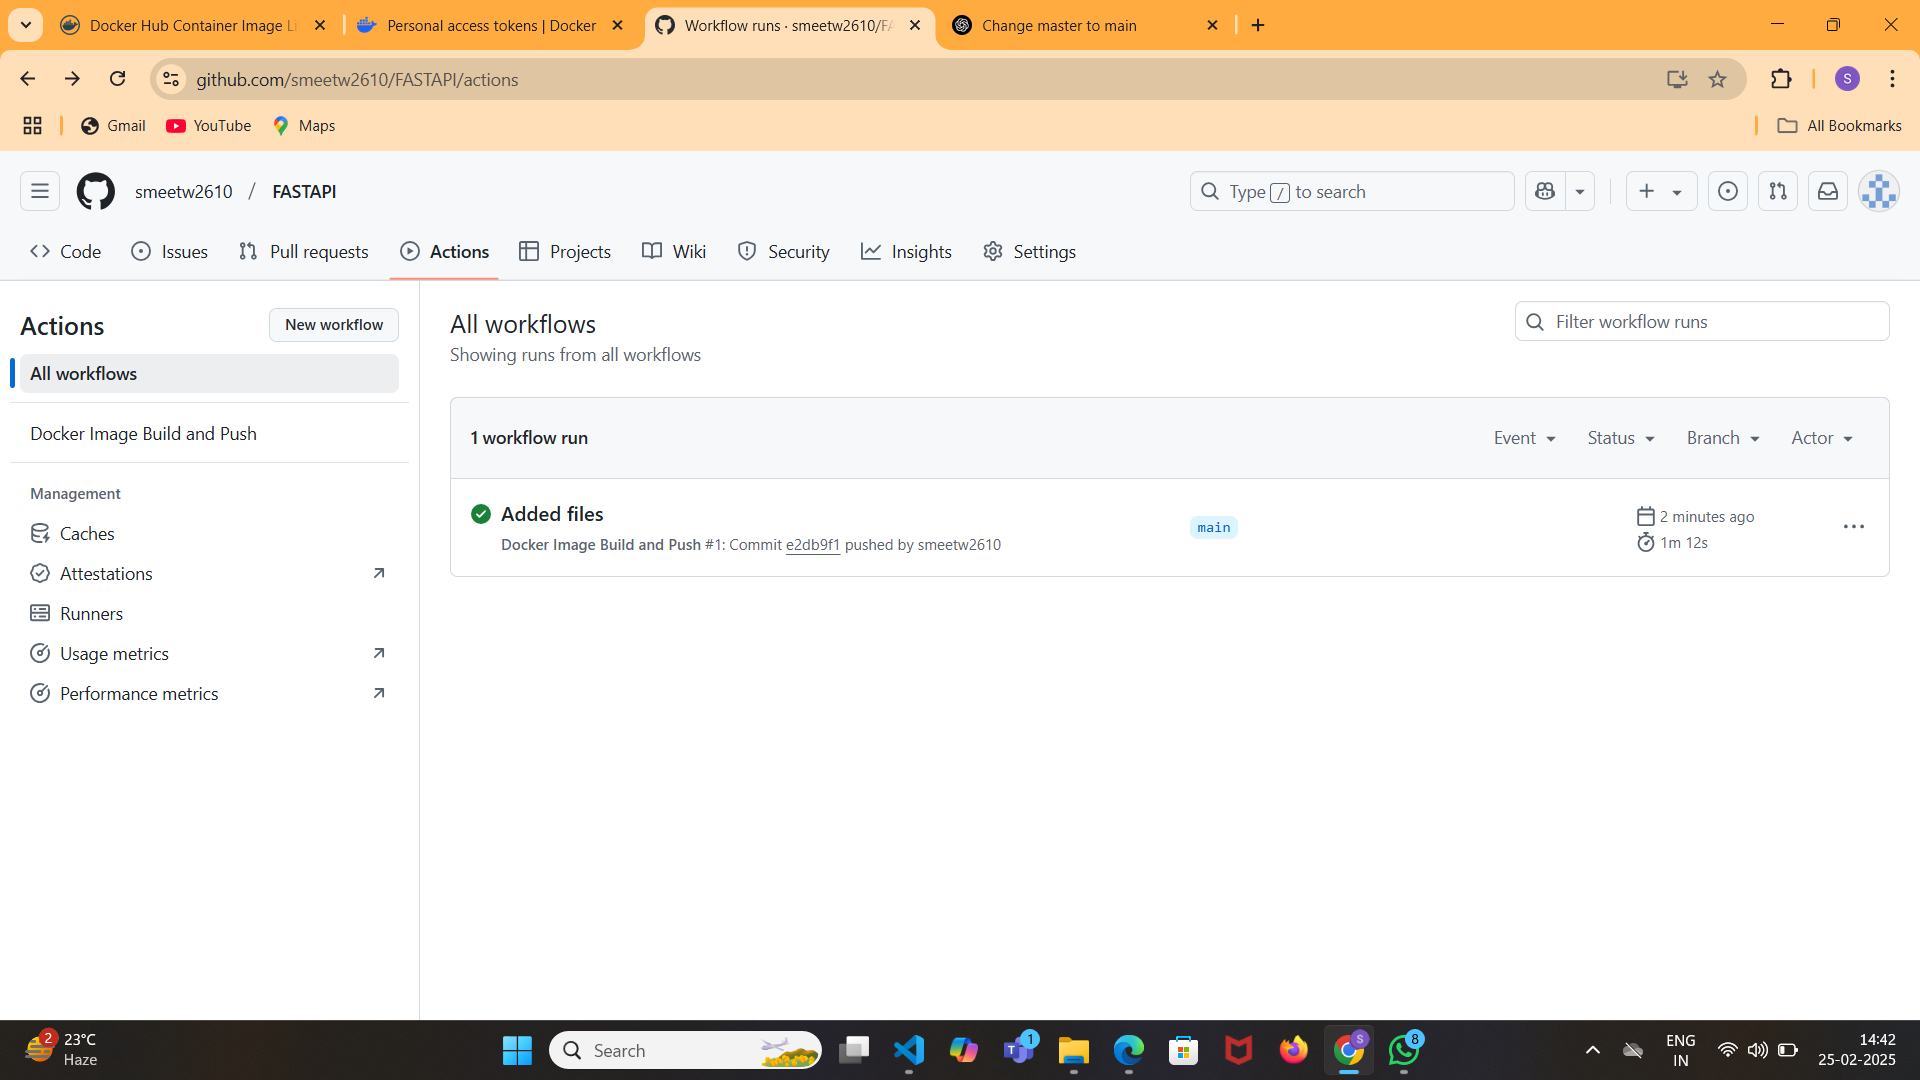 Docker Hub Container Image Li
Personal access tokens | Docker
Workflow runs · smeetw2610/FA
Change master to main
github.com/smeetw2610/FASTAPI/actions
S
Gmail
YouTube
Maps
All Bookmarks
smeetw2610 / FASTAPI
Type / to search
Code
Issues
Pull requests
Actions
Projects
Wiki
Security
Insights
Settings
Actions
New workflow
All workflows
Docker Image Build and Push
Management
Caches
Attestations
Runners
Usage metrics
Performance metrics
All workflows
Showing runs from all workflows
Filter workflow runs
1 workflow run
Event
Status
Branch
Actor
Added files
Docker Image Build and Push #1: Commit e2db9f1 pushed by smeetw2610
main
2 minutes ago
1m 12s
2
23°C
Haze
Search
1
S
8
ENG
IN
14:42
25-02-2025